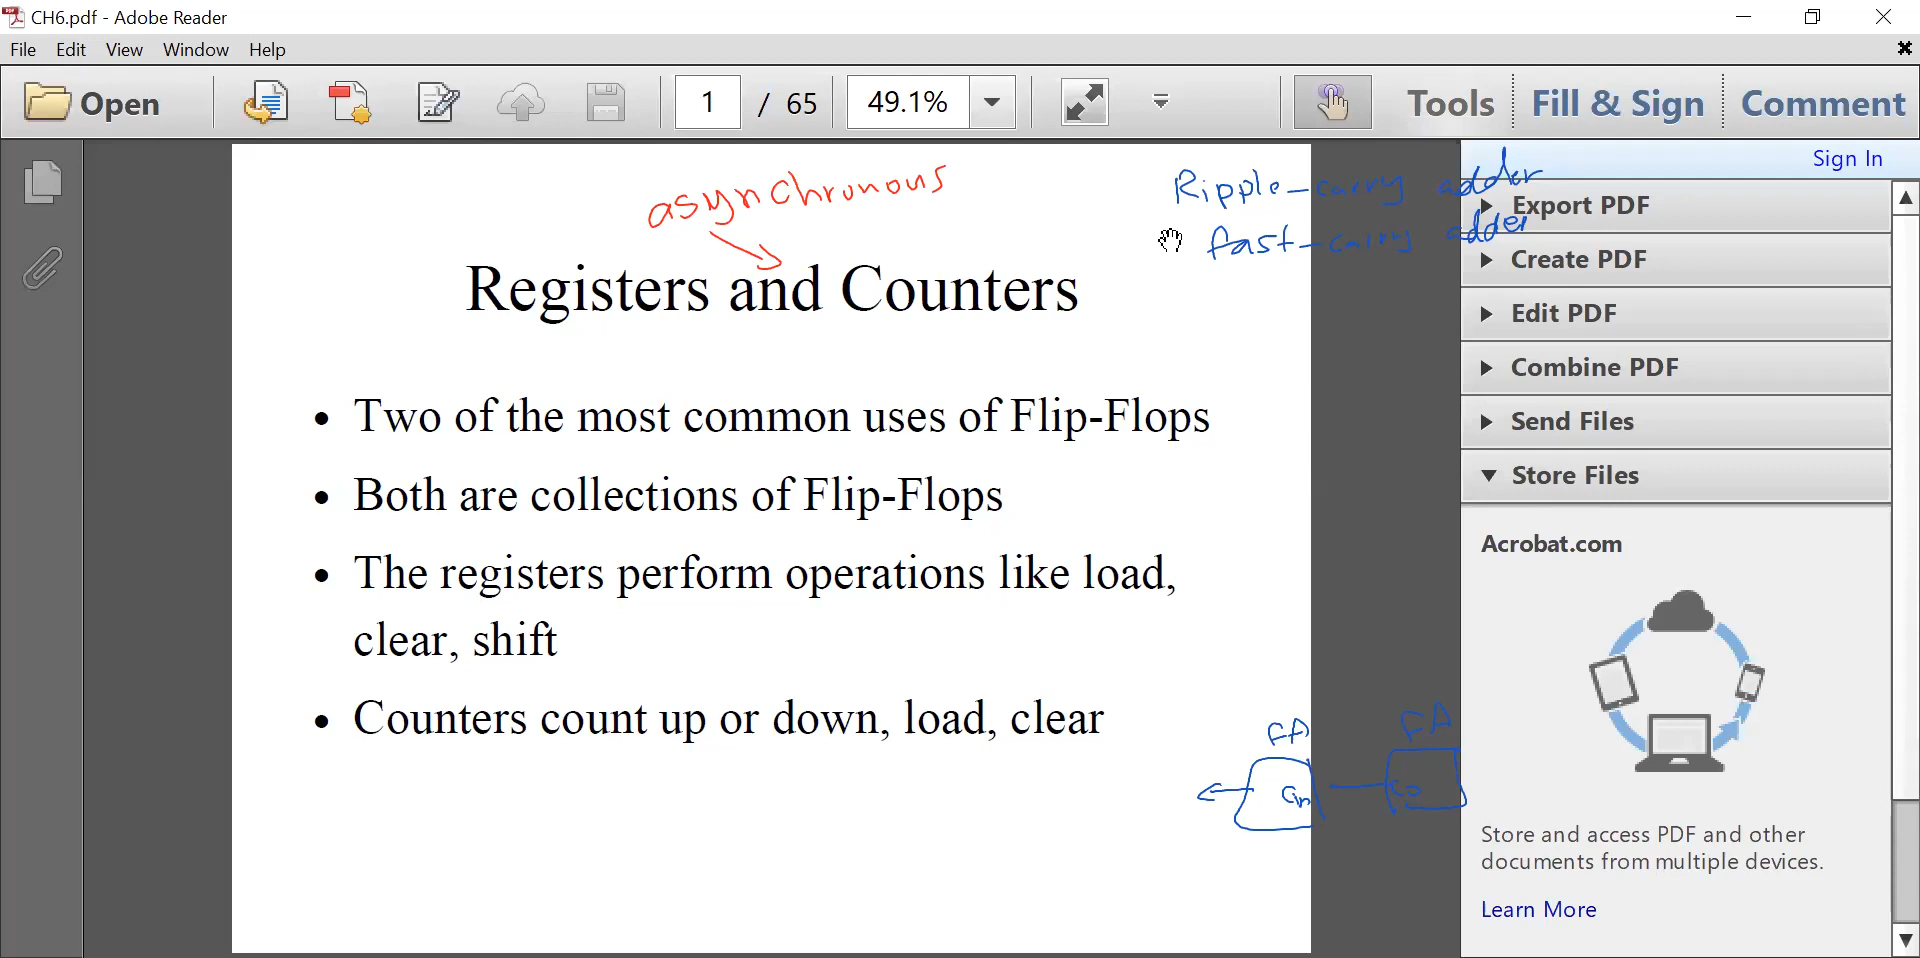 CH6.pdf - Adobe Reader
File Edit View Window Help
Open 1 / 65 49.1% Tools Fill & Sign Comment
Sign In
asynchronous
Ripple-carry adder
fast-carry adder
Registers and Counters
• Two of the most common uses of Flip-Flops
• Both are collections of Flip-Flops
• The registers perform operations like load,
clear, shift
• Counters count up or down, load, clear
FA FA
Cin Co
Export PDF
Create PDF
Edit PDF
Combine PDF
Send Files
Store Files
Acrobat.com
Store and access PDF and other
documents from multiple devices.
Learn More